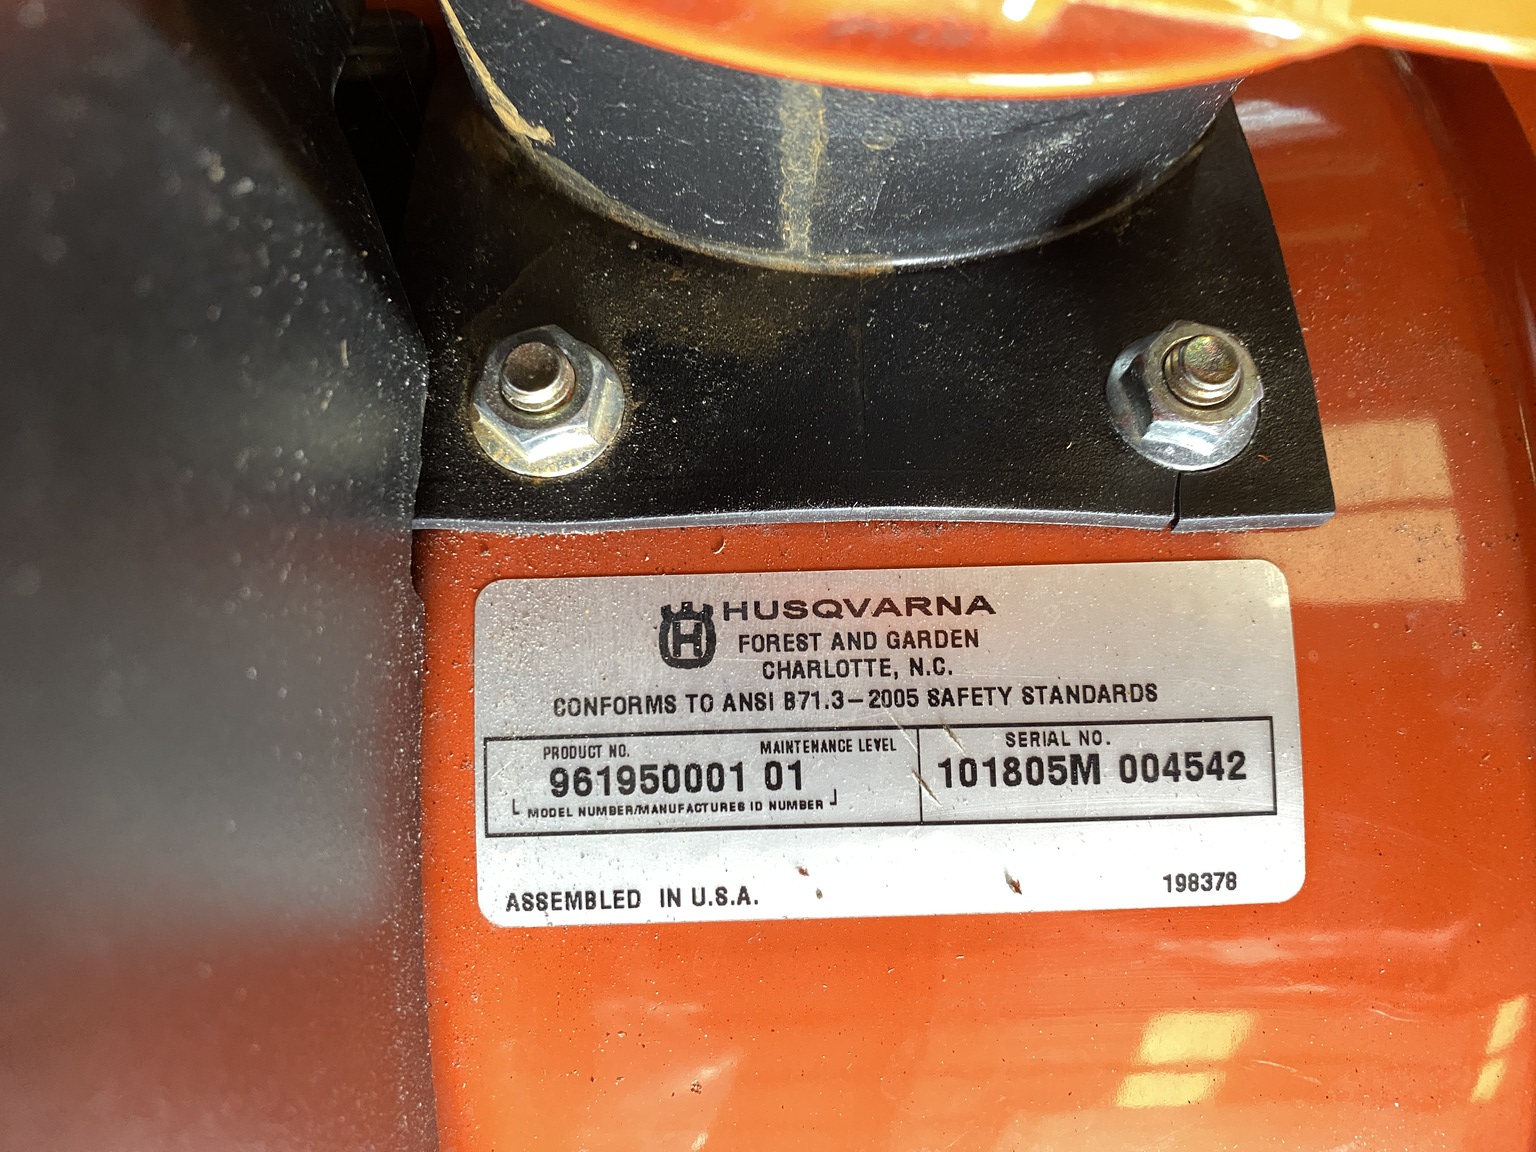 H HUSQVARNA
FOREST AND GARDEN
CHARLOTTE, N.C.
CONFORMS TO ANSI B71.3-2005 SAFETY STANDARDS
PRODUCT NO. MAINTENANCE LEVEL
961950001 01
MODEL NUMBER/MANUFACTURES ID NUMBER
SERIAL NO.
101805M 004542
ASSEMBLED IN U.S.A.
198378